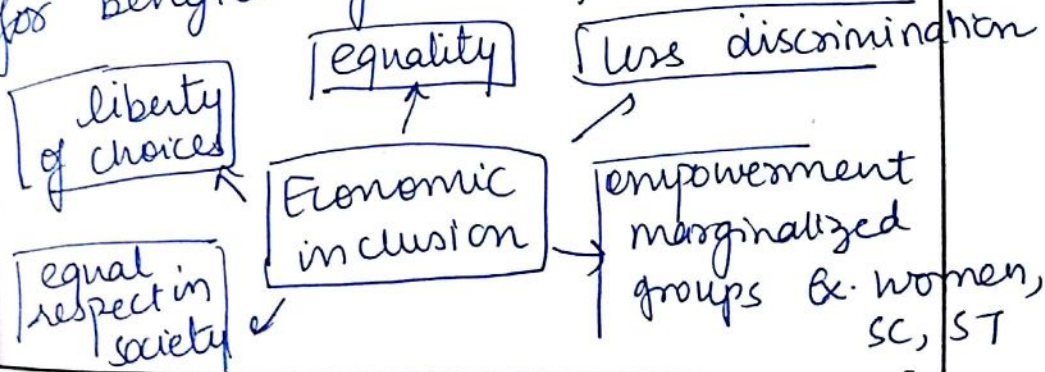 for
equality
less discrimination
liberty
of choices
Economic
inclusion
empowerment
marginalized
groups Ex. women,
SC, ST
equal
respect in
society